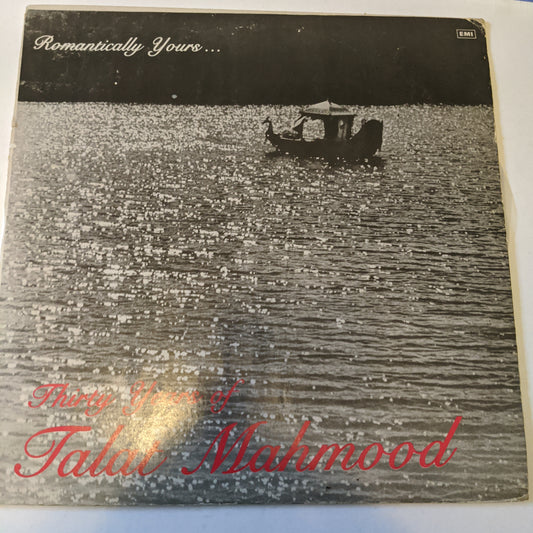 Romantically Yours...
EMI
Thirty Years of
Talat Mahmood